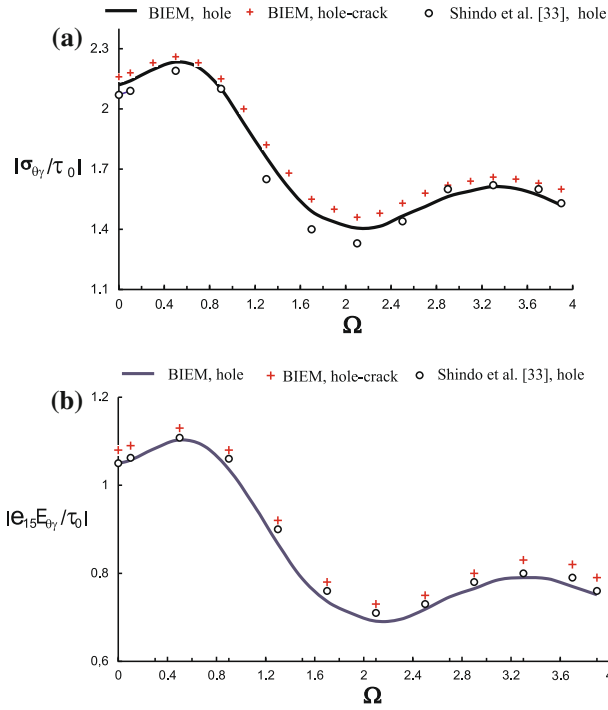 BIEM, hole + BIEM, hole-crack o Shindo et al. [33], hole
(a)
2.3
2
|σθγ/τ0|
1.7
1.4
1.1
0 0.4 0.8 1.2 1.6 2 2.4 2.8 3.2 3.6 4
Ω
BIEM, hole + BIEM, hole-crack o Shindo et al. [33], hole
(b)
1.2
1
|e15Eθγ/τ0|
0.8
0,6
0 0.4 0.8 1.2 1.6 2 2.4 2.8 3.2 3.6 4
Ω